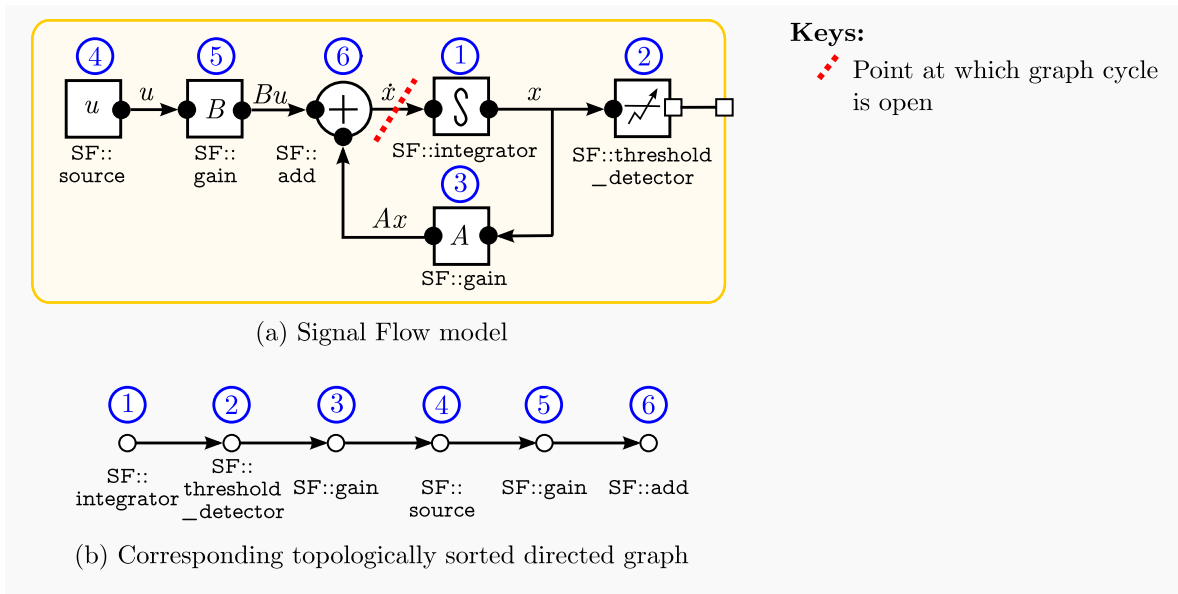 4 5 6 1 2
u u B Bu + ẋ ∫ x
SF:: source
SF:: gain
SF:: add
SF::integrator
SF::threshold _detector
3
Ax A
SF::gain
(a) Signal Flow model
Keys:
Point at which graph cycle
is open
1 2 3 4 5 6
SF:: integrator
SF:: threshold _detector
SF::gain
SF:: source
SF::gain
SF::add
(b) Corresponding topologically sorted directed graph